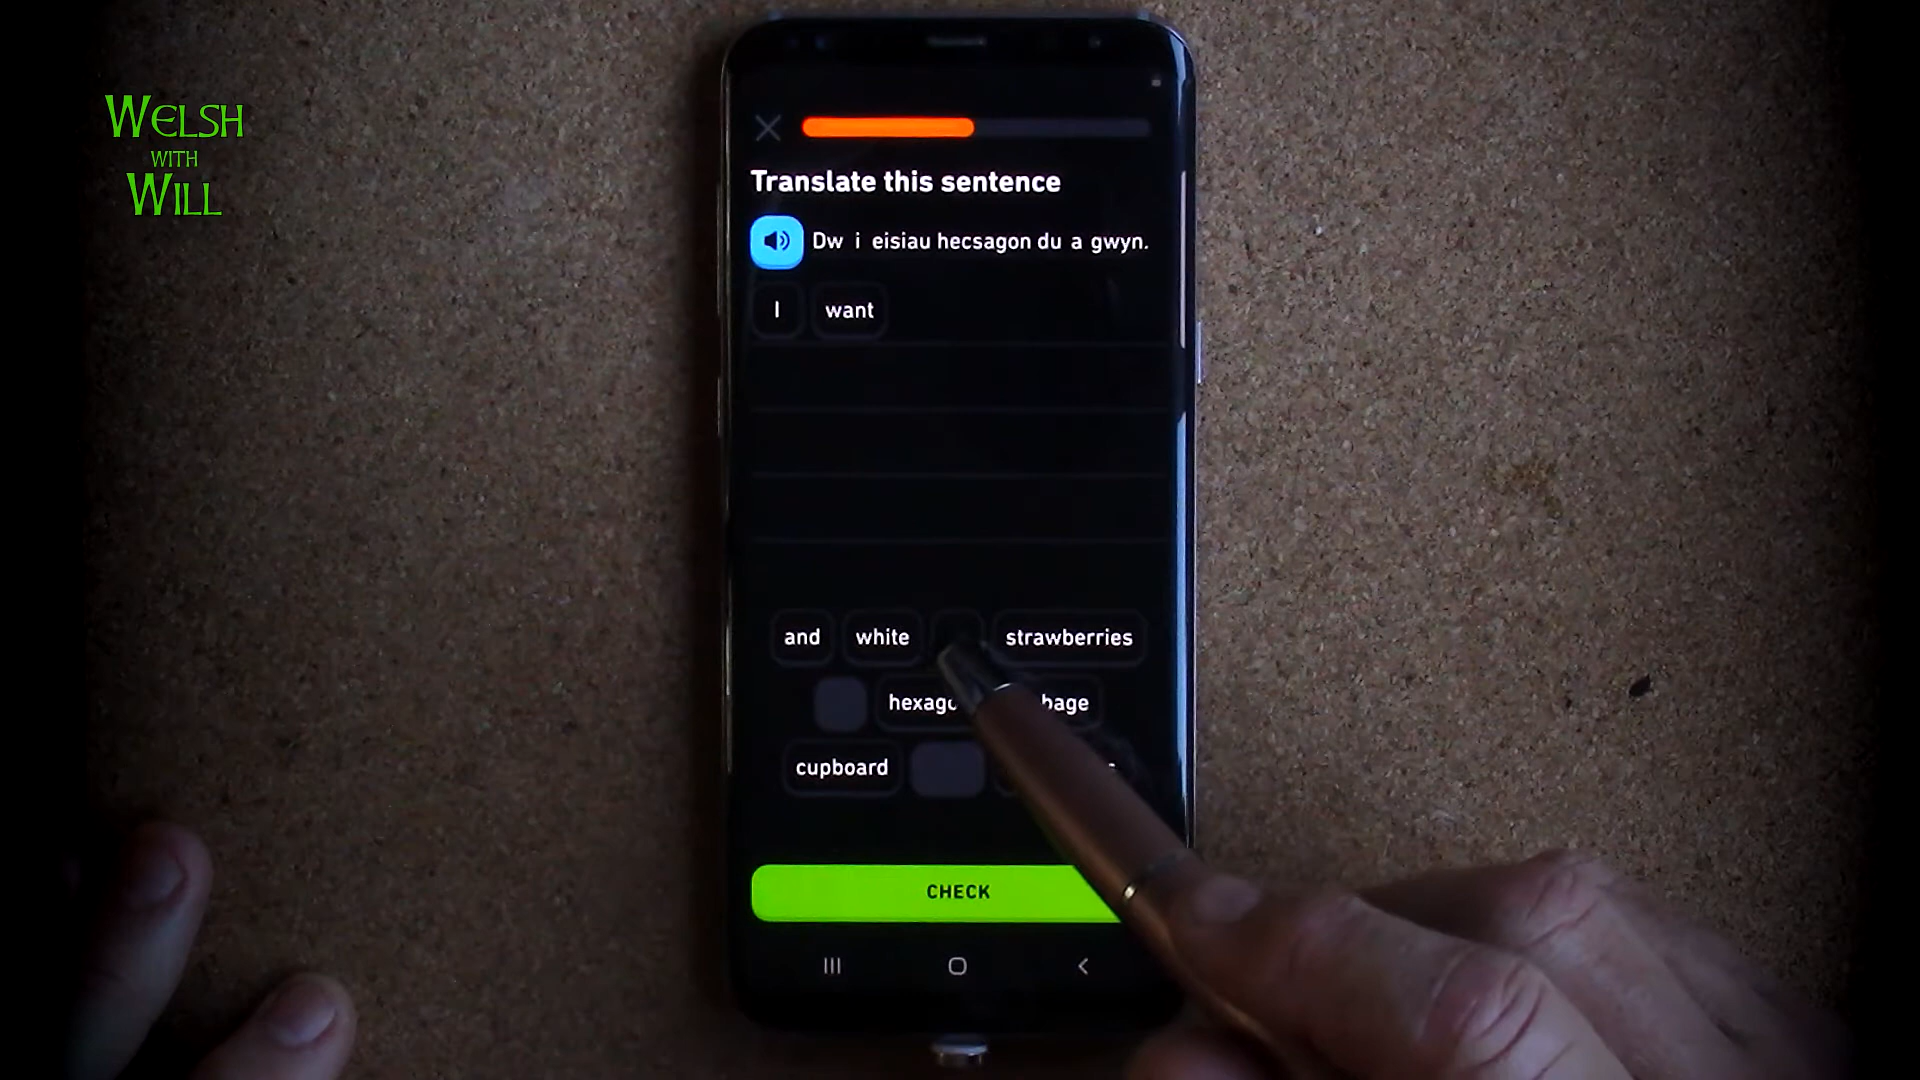 WELSH
WITH
WILL
Translate this sentence
Dw i eisiau hecsagon du a gwyn.
I want
and white strawberries
cupboard
CHECK